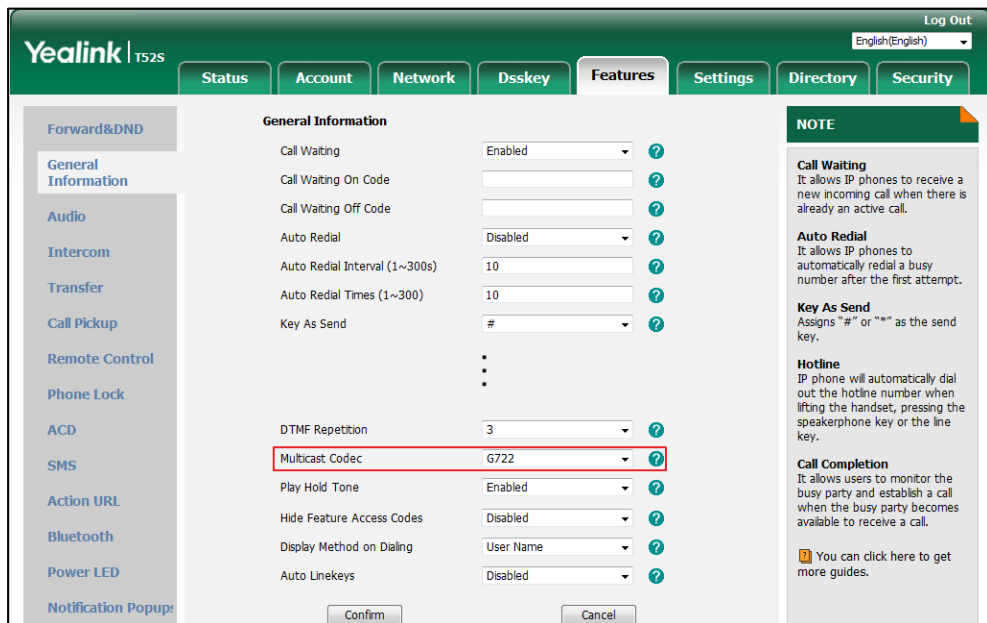 Log Out
Yealink T52S
English(English)
Status Account Network Dsskey Features Settings Directory Security
Forward&DND
General
Information
Audio
Intercom
Transfer
Call Pickup
Remote Control
Phone Lock
ACD
SMS
Action URL
Bluetooth
Power LED
Notification Popups
General Information
Call Waiting Enabled ?
Call Waiting On Code ?
Call Waiting Off Code ?
Auto Redial Disabled ?
Auto Redial Interval (1~300s) 10 ?
Auto Redial Times (1~300) 10 ?
Key As Send # ?
DTMF Repetition 3 ?
Multicast Codec G722 ?
Play Hold Tone Enabled ?
Hide Feature Access Codes Disabled ?
Display Method on Dialing User Name ?
Auto Linekeys Disabled ?
Confirm Cancel
NOTE
Call Waiting
It allows IP phones to receive a
new incoming call when there is
already an active call.
Auto Redial
It allows IP phones to
automatically redial a busy
number after the first attempt.
Key As Send
Assigns "#" or "*" as the send
key.
Hotline
IP phone will automatically dial
out the hotline number when
lifting the handset, pressing the
speakerphone key or the line
key.
Call Completion
It allows users to monitor the
busy party and establish a call
when the busy party becomes
available to receive a call.
? You can click here to get
more guides.